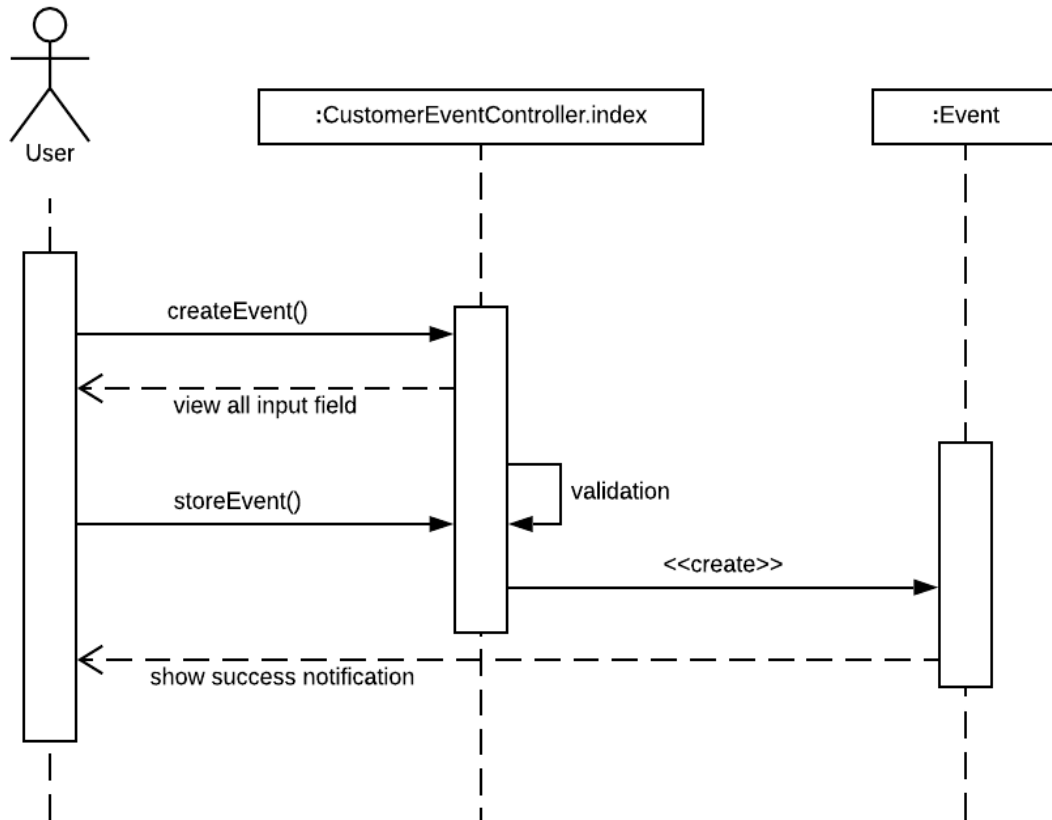 :CustomerEventController.index
:Event
User
createEvent()
view all input field
validation
storeEvent()
<<create>>
show success notification